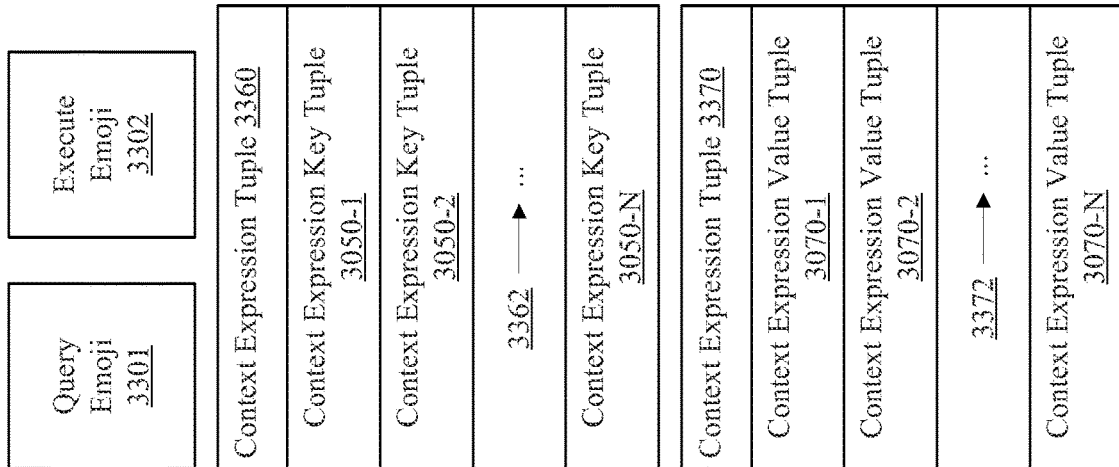 Query
Emoji
3301
Execute
Emoji
3302
Context Expression Tuple 3360
Context Expression Key Tuple
3050-1
Context Expression Key Tuple
3050-2
3362 ...
Context Expression Key Tuple
3050-N
Context Expression Tuple 3370
Context Expression Value Tuple
3070-1
Context Expression Value Tuple
3070-2
3372 ...
Context Expression Value Tuple
3070-N